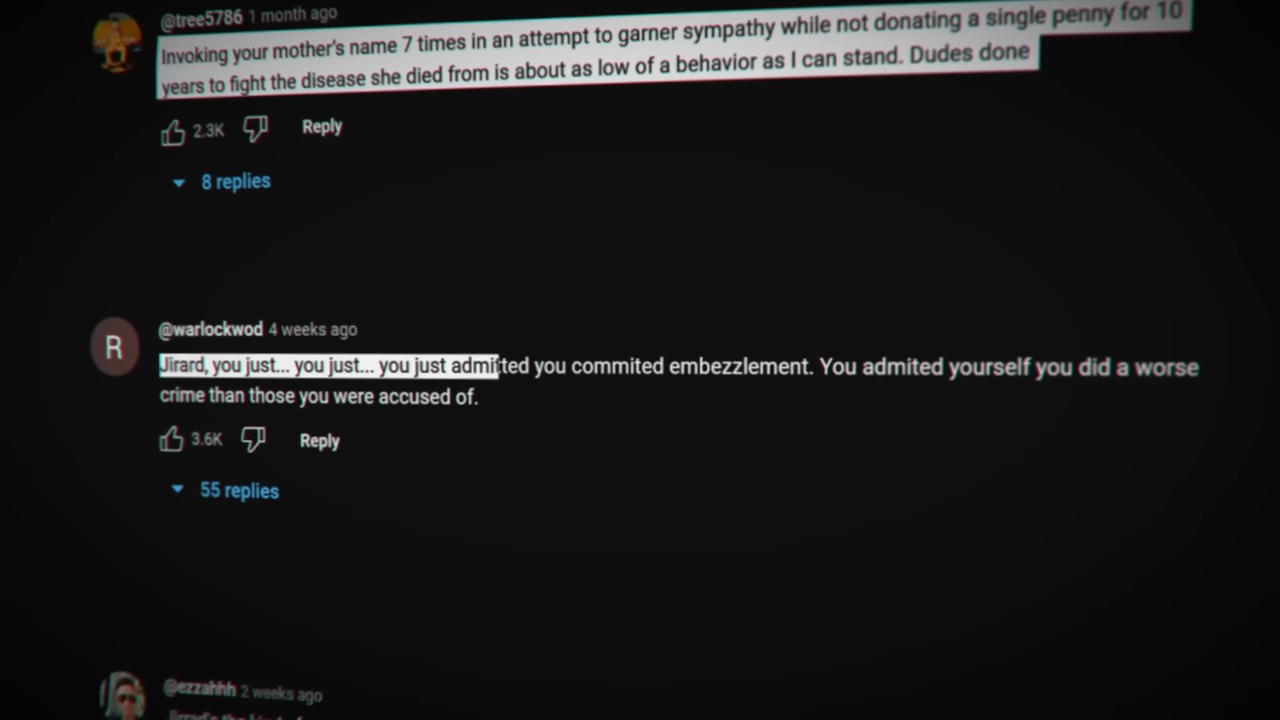 @tree5786 1 month ago
Invoking your mother's name 7 times in an attempt to garner sympathy while not donating a single penny for 10
years to fight the disease she died from is about as low of a behavior as I can stand. Dudes done
2.3K Reply
8 replies
R
@warlockwod 4 weeks ago
Jirard, you just... you just... you just admitted you commited embezzlement. You admited yourself you did a worse
crime than those you were accused of.
3.6K Reply
55 replies
@ezzahhh 2 weeks ago